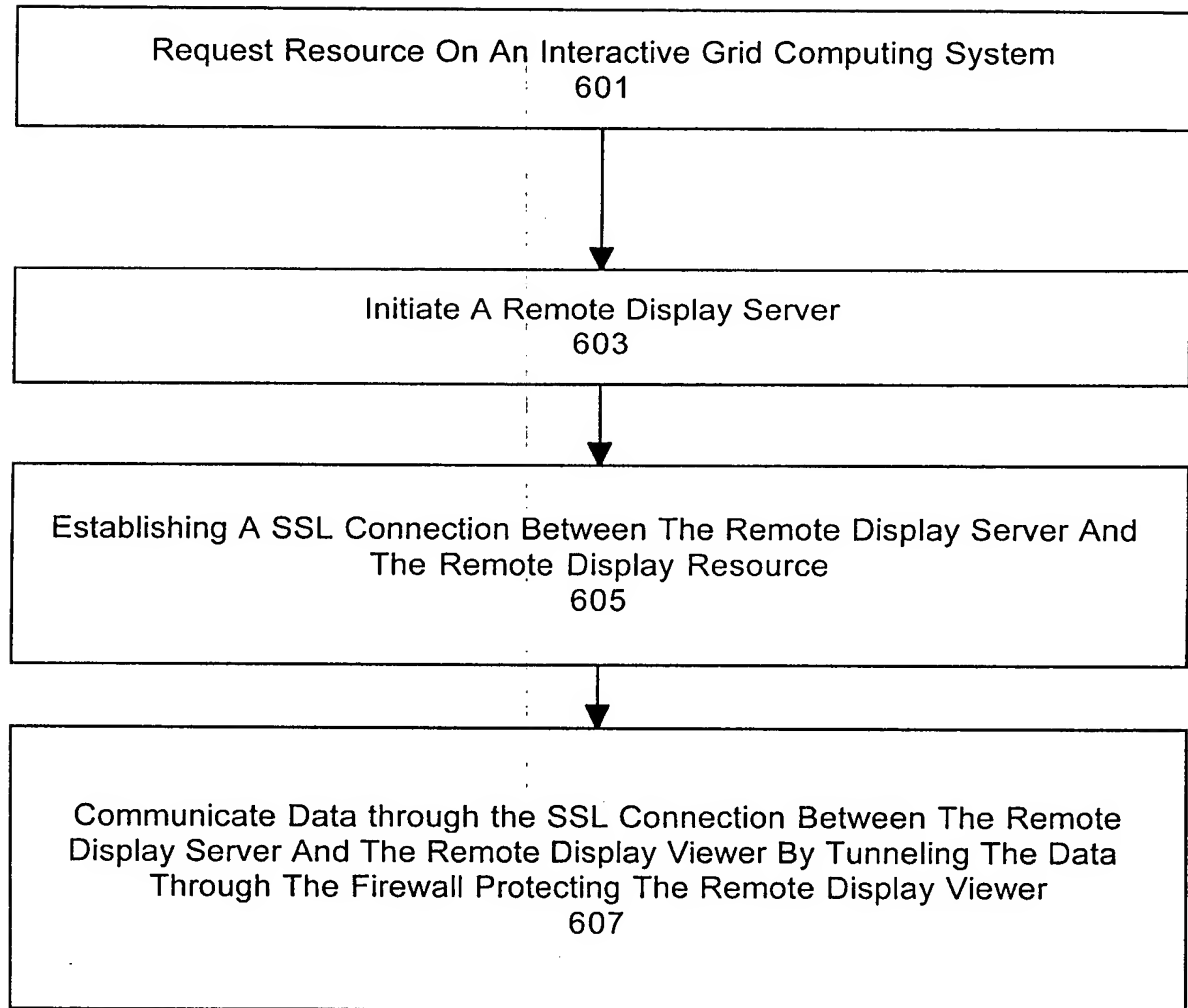 Request Resource On An Interactive Grid Computing System
601
Initiate A Remote Display Server
603
Establishing A SSL Connection Between The Remote Display Server And
The Remote Display Resource
605
Communicate Data through the SSL Connection Between The Remote
Display Server And The Remote Display Viewer By Tunneling The Data
Through The Firewall Protecting The Remote Display Viewer
607